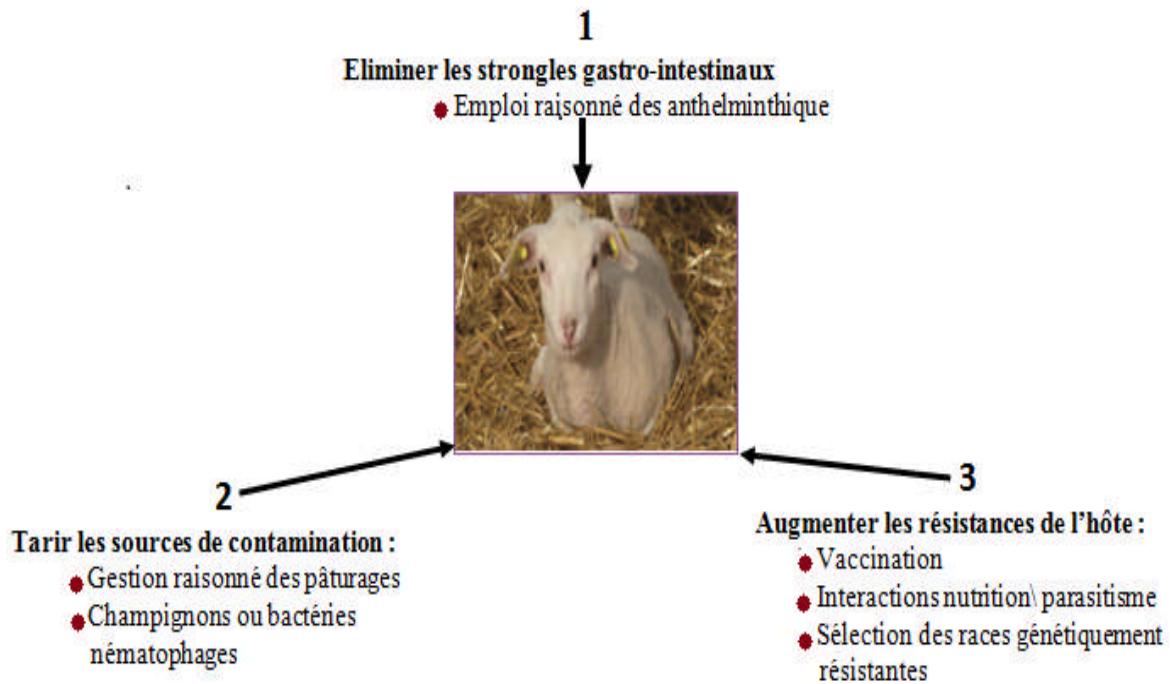 1
Eliminer les strongles gastro-intestinaux
Emploi raisonné des anthelminthique
2
Tarir les sources de contamination :
Gestion raisonné des pâturages
Champignons ou bactéries
nématophages
3
Augmenter les résistances de l’hôte :
Vaccination
Interactions nutrition\ parasitisme
Sélection des races génétiquement
résistantes